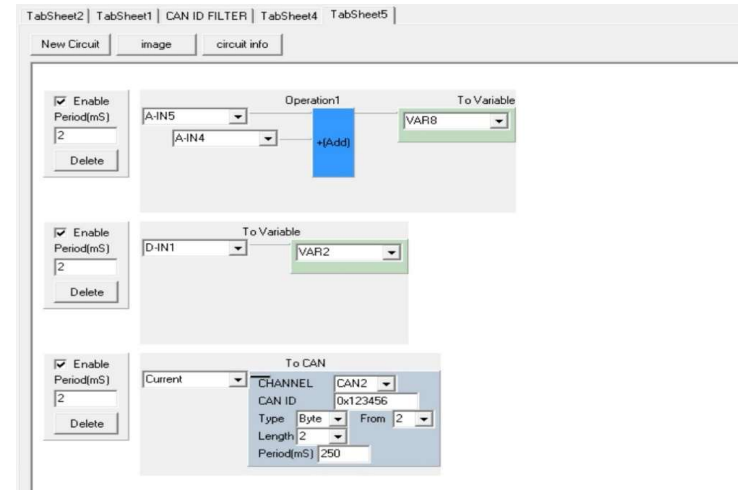 TabSheet2 TabSheet1 CAN ID FILTER TabSheet4 TabSheet5
New Circuit image circuit info
Enable
Period(mS)
2
Delete
Operation1 To Variable
A-IN5
A-IN4
+(Add)
VAR8
Enable
Period(mS)
2
Delete
To Variable
D-IN1 VAR2
Enable
Period(mS)
2
Delete
To CAN
Current
CHANNEL CAN2
CAN ID 0x123456
Type Byte From 2
Length 2
Period(mS) 250